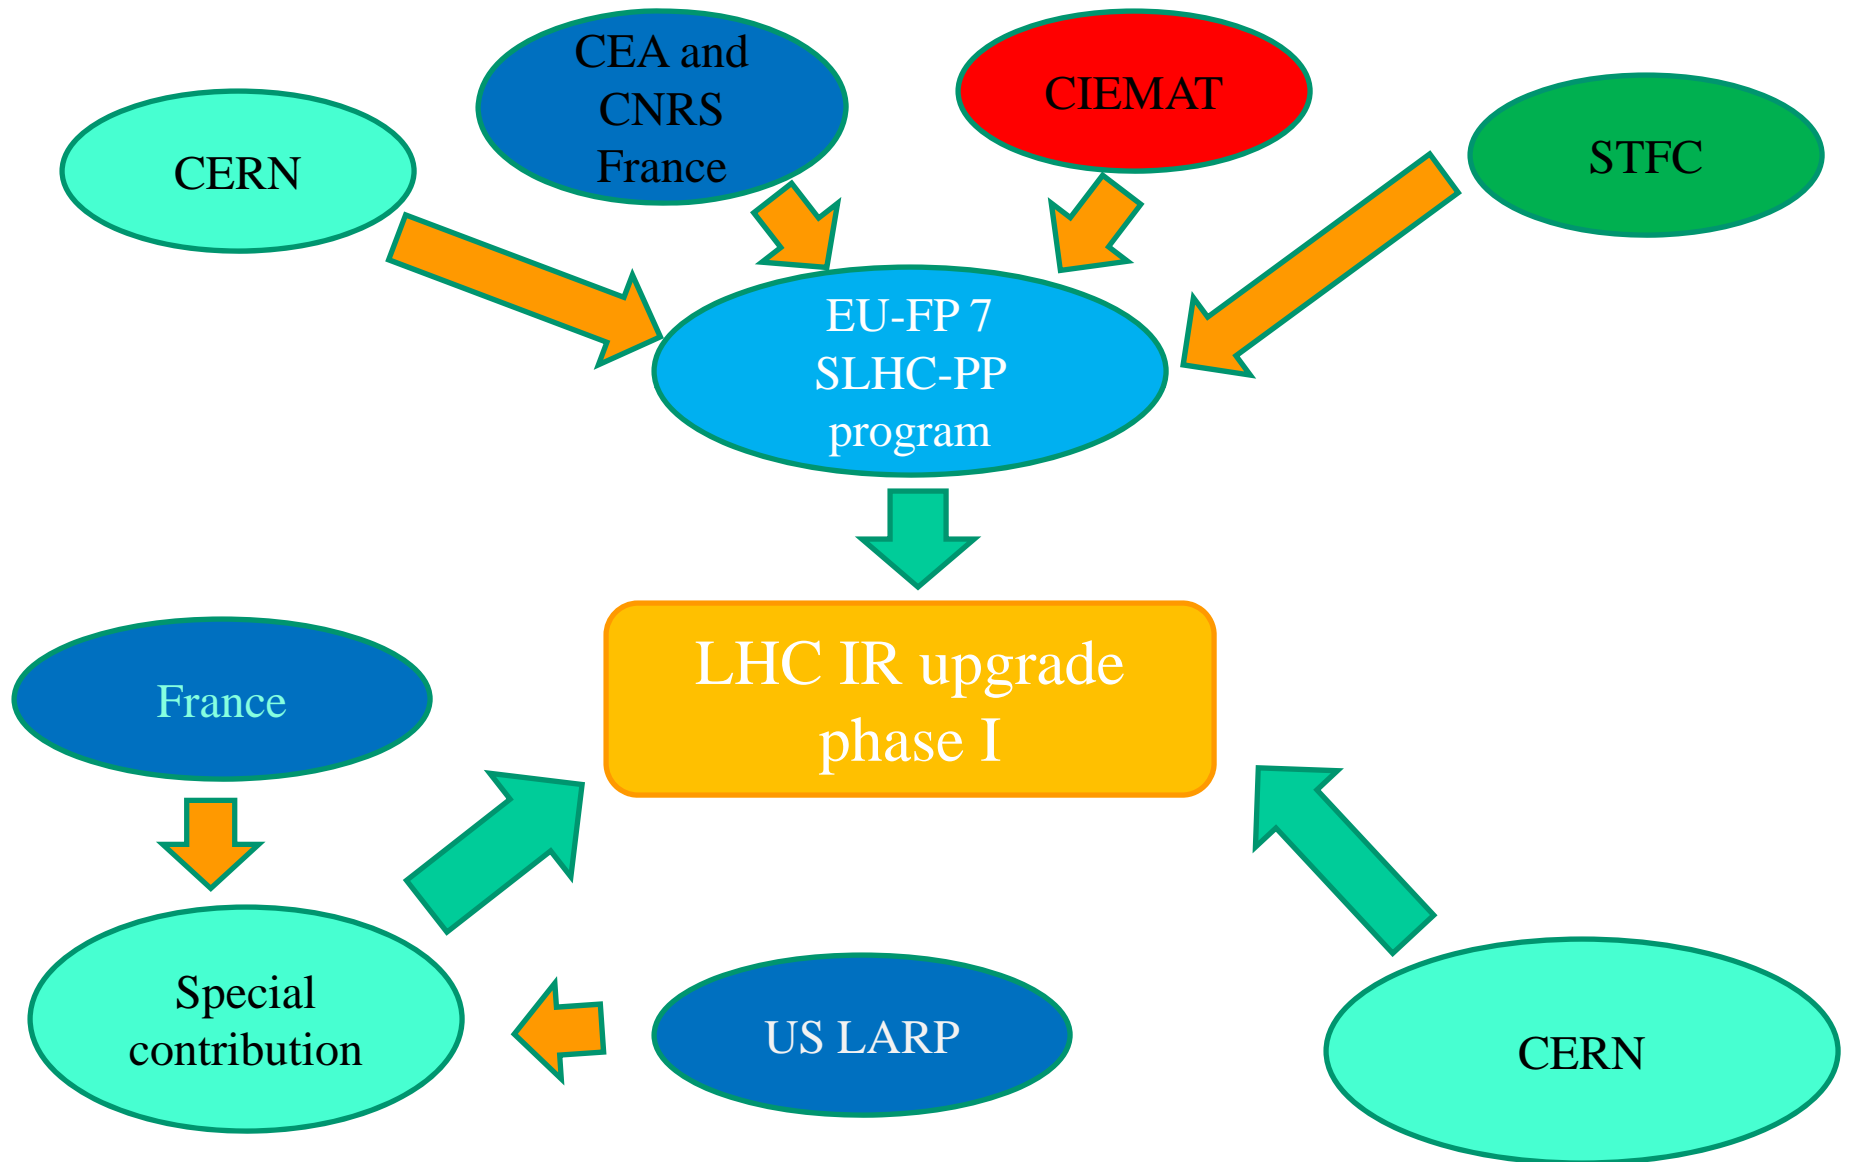 CERN
CEA and
CNRS
France
CIEMAT
STFC
EU-FP 7
SLHC-PP
program
LHC IR upgrade
phase I
France
Special
contribution
US LARP
CERN